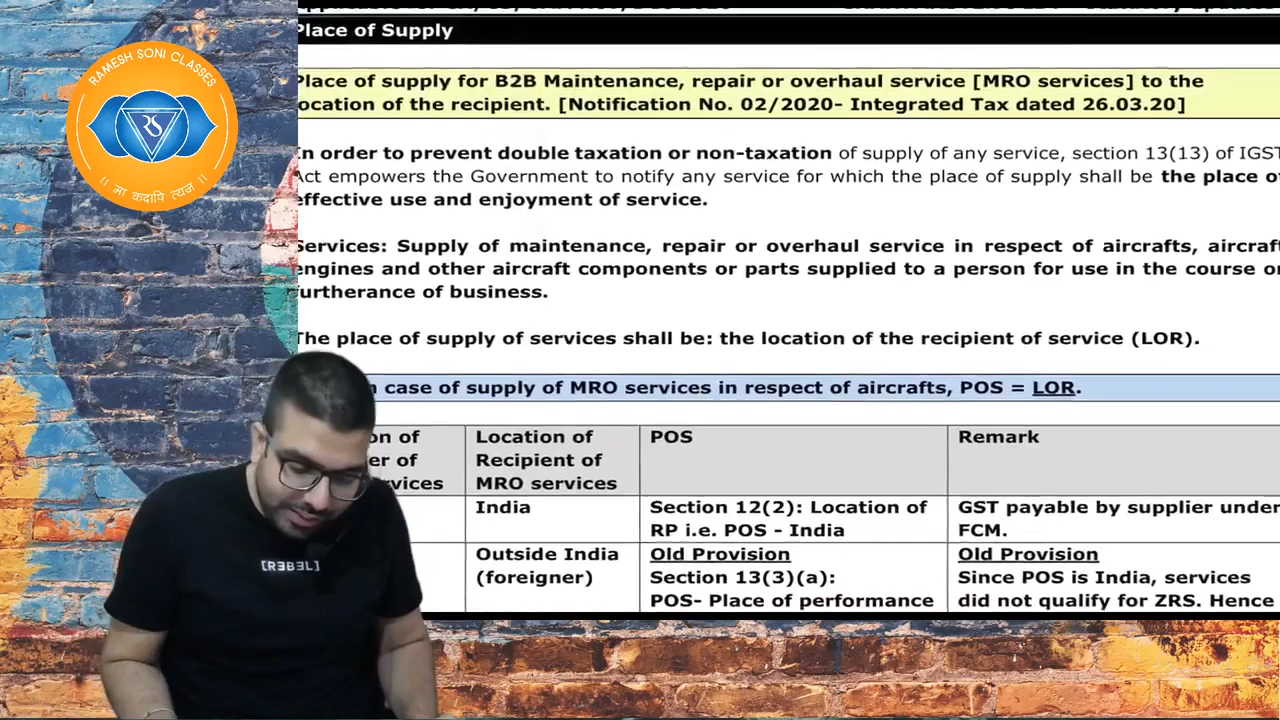 RAMESH SONI CLASSES
RS
॥ मा कदापि त्यज ॥
Place of Supply
Place of supply for B2B Maintenance, repair or overhaul service [MRO services] to the
location of the recipient. [Notification No. 02/2020- Integrated Tax dated 26.03.20]
In order to prevent double taxation or non-taxation of supply of any service, section 13(13) of IGST
Act empowers the Government to notify any service for which the place of supply shall be the place of
effective use and enjoyment of service.
Services: Supply of maintenance, repair or overhaul service in respect of aircrafts, aircraft
engines and other aircraft components or parts supplied to a person for use in the course or
furtherance of business.
The place of supply of services shall be: the location of the recipient of service (LOR).
case of supply of MRO services in respect of aircrafts, POS = LOR.
of
Location of
Recipient of
MRO services
POS
Remark
India
Section 12(2): Location of
RP i.e. POS - India
GST payable by supplier under
FCM.
Outside India
(foreigner)
Old Provision
Section 13(3)(a):
POS- Place of performance
Old Provision
Since POS is India, services
did not qualify for ZRS. Hence
[REBEL]